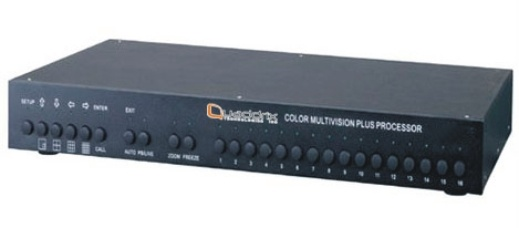 SETUP ENTER EXIT
Quadrix COLOR MULTIVISION PLUS PROCESSOR
CALL AUTO PB/LIVE ZOOM FREEZE
1 2 3 4 5 6 7 8 9 10 11 12 13 14 15 16